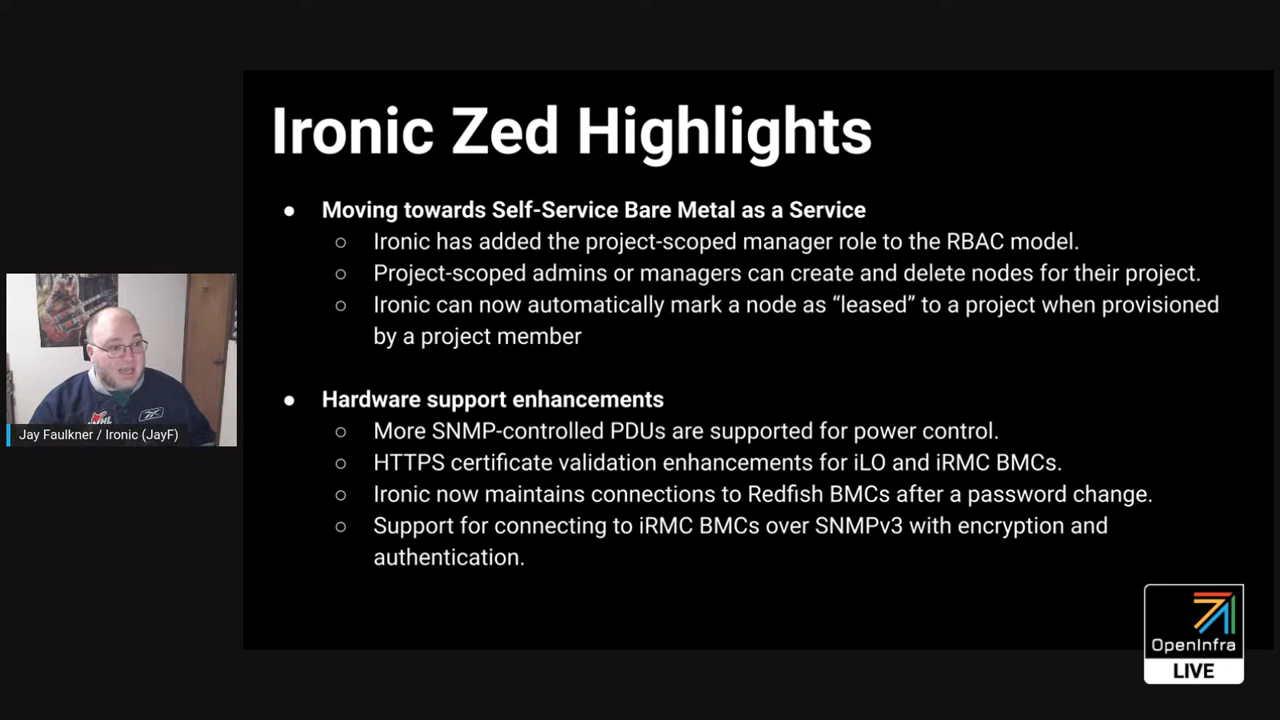 Ironic Zed Highlights
● Moving towards Self-Service Bare Metal as a Service
○ Ironic has added the project-scoped manager role to the RBAC model.
○ Project-scoped admins or managers can create and delete nodes for their project.
○ Ironic can now automatically mark a node as “leased” to a project when provisioned
by a project member
● Hardware support enhancements
○ More SNMP-controlled PDUs are supported for power control.
○ HTTPS certificate validation enhancements for iLO and iRMC BMCs.
○ Ironic now maintains connections to Redfish BMCs after a password change.
○ Support for connecting to iRMC BMCs over SNMPv3 with encryption and
authentication.
Jay Faulkner / Ironic (JayF)
OpenInfra
LIVE